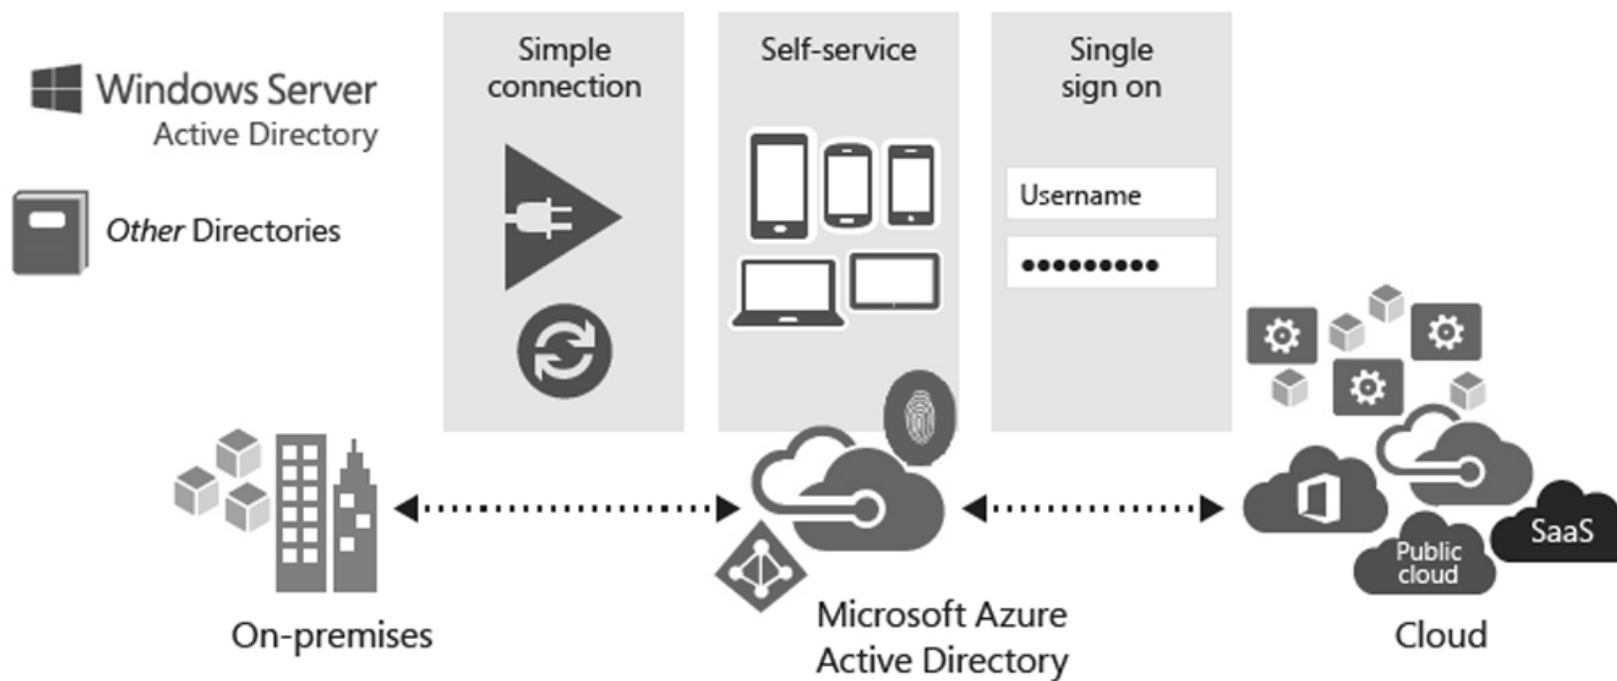 Windows Server
Active Directory
Other Directories
Simple
connection
Self-service
Single
sign on
Username
●●●●●●●●●
On-premises
Microsoft Azure
Active Directory
Public
cloud
SaaS
Cloud